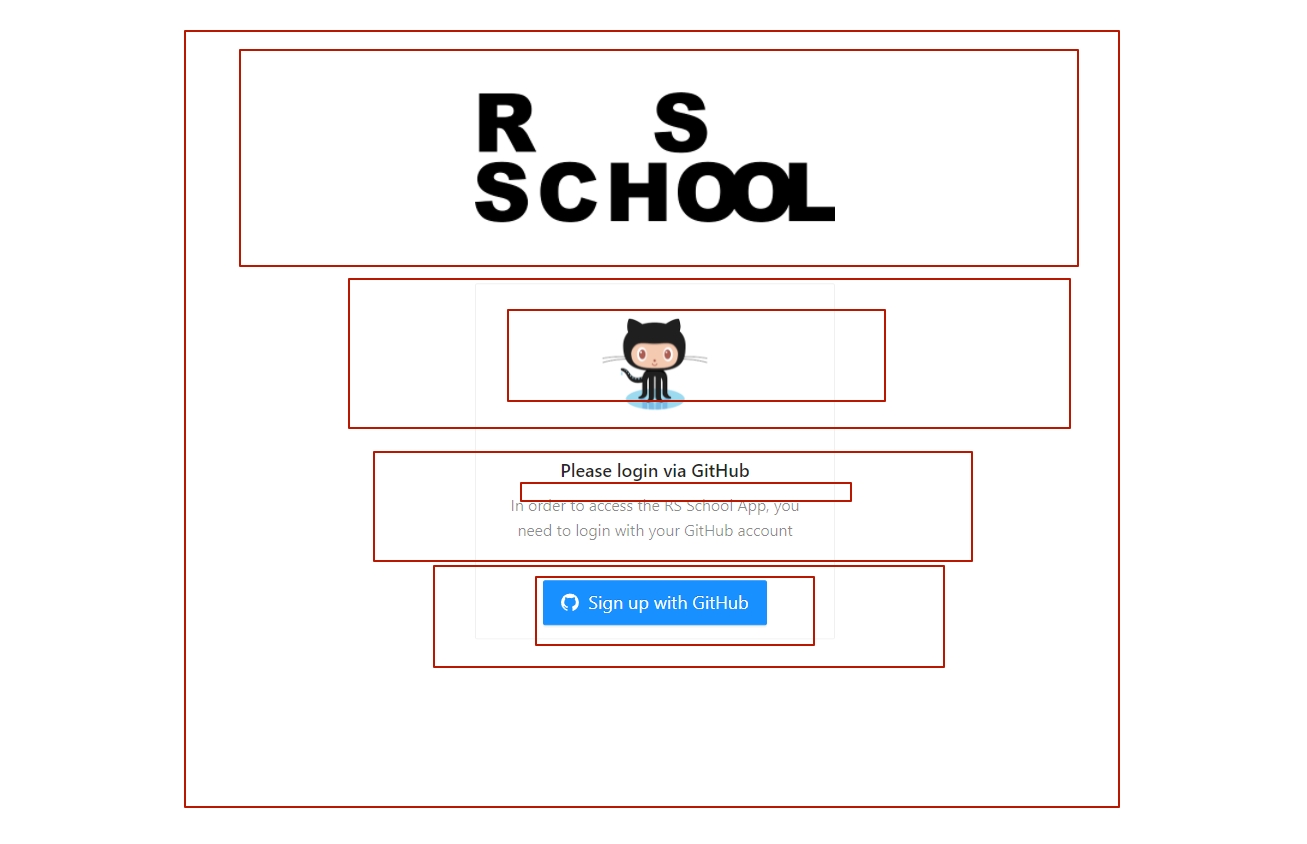 R S
SCHOOL
Please login via GitHub
In order to access the RS School App, you
need to login with your GitHub account
Sign up with GitHub